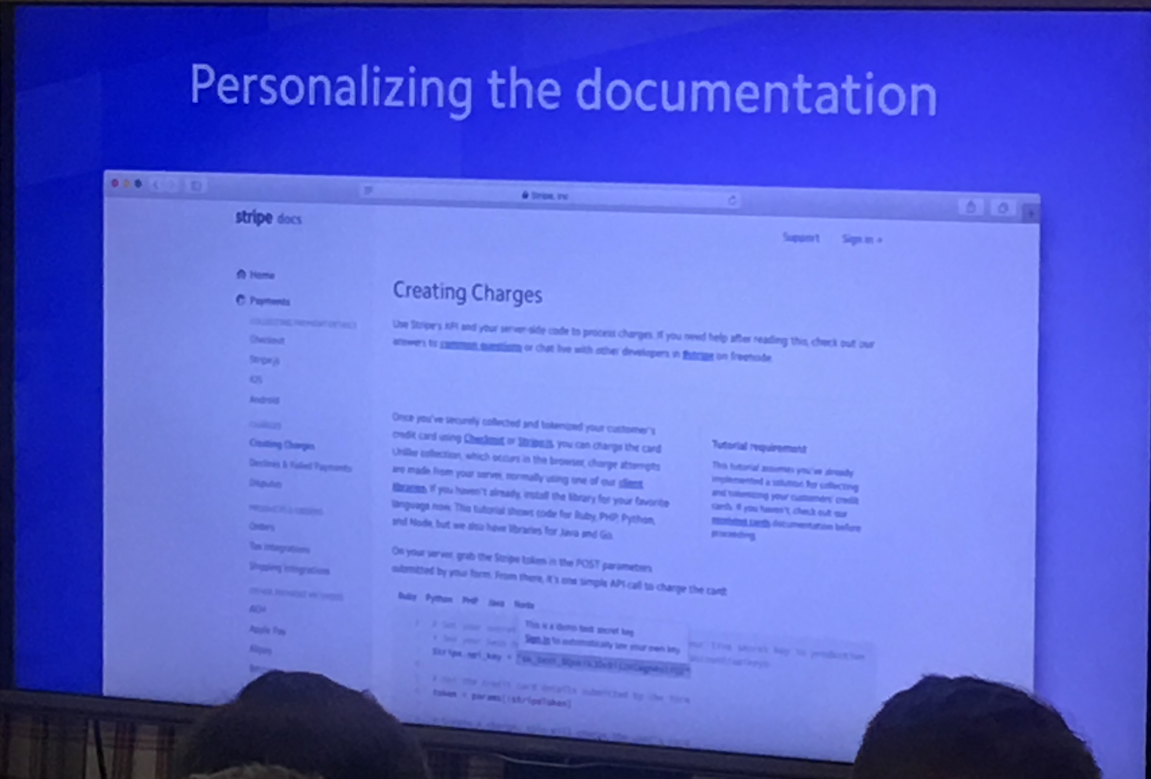 Personalizing the documentation
Stripe, Inc
stripe docs
Support Sign in
Home
Payments
COLLECTING PAYMENT DETAILS
Checkout
Stripe.js
iOS
Android
CHARGES
Creating Charges
Declines & Failed Payments
Disputes
Orders
Tax Integrations
Shipping Integrations
ACH
Apple Pay
Alipay
Creating Charges
Use Stripe's API and your server-side code to process charges. If you need help after reading this, check out our
answers to common questions or chat live with other developers in #stripe on freenode.
Once you've securely collected and tokenized your customer's
credit card using Checkout or Stripe.js, you can charge the card.
Unlike collection, which occurs in the browser, charge attempts
are made from your server, normally using one of our client
libraries. If you haven't already, install the library for your favorite
language now. This tutorial shows code for Ruby, PHP, Python,
and Node, but we also have libraries for Java and Go.
Tutorial requirement
This tutorial assumes you've already
implemented a solution for collecting
and tokenizing your customers' credit
cards. If you haven't, check out our
documentation before
proceeding.
On your server, grab the Stripe token in the POST parameters
submitted by your form. From there, it's one simple API call to charge the card:
Ruby Python PHP Java Node
This is a demo test secret key.
Sign in to automatically see your own key.
# Set your secret
your live secret key in production
# See your keys
Stripe.api_key =
# Get the credit card details submitted by the form
token = params[:stripeToken]